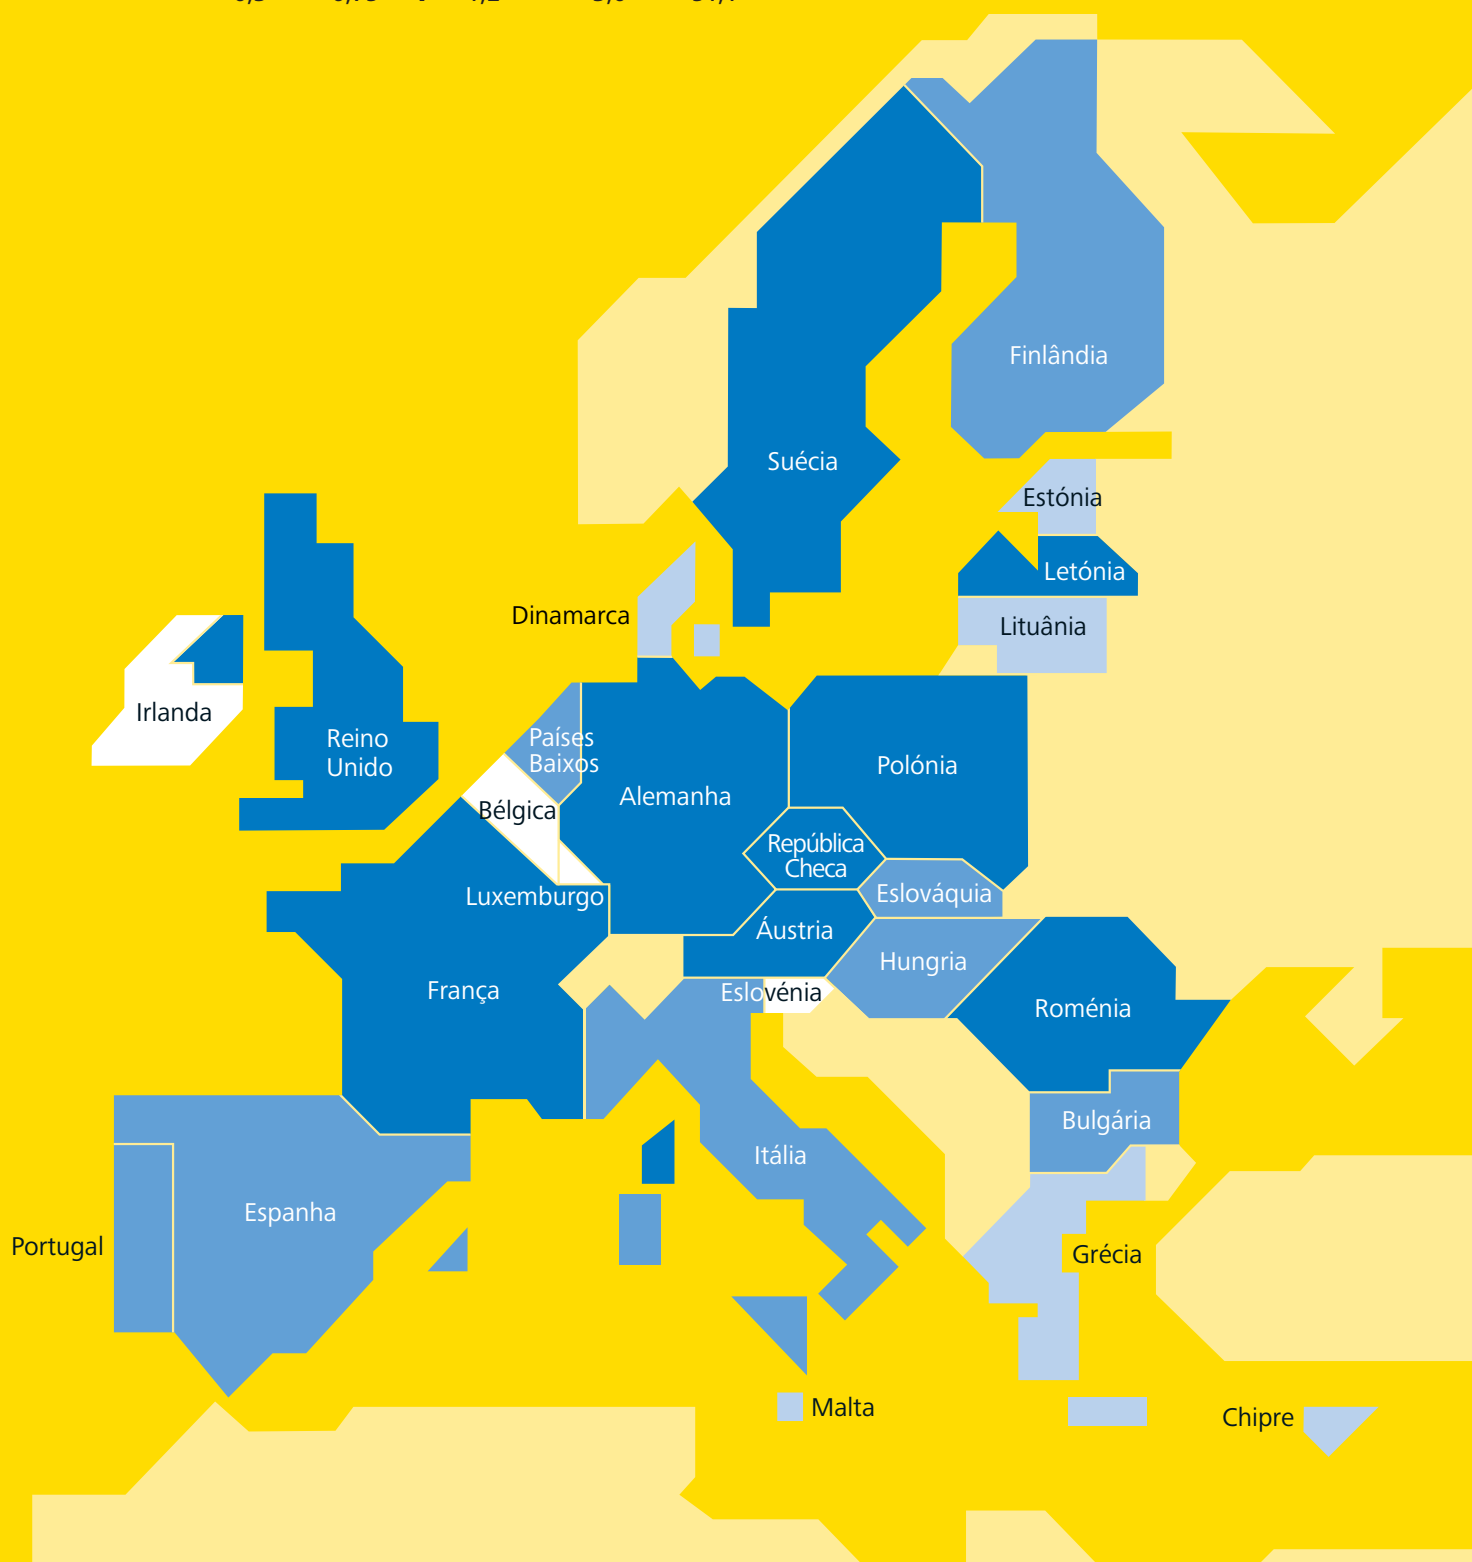 Finlândia
Suécia
Estónia
Letónia
Dinamarca
Lituânia
Irlanda
Reino
Unido
Países
Baixos
Polónia
Alemanha
Bélgica
República
Checa
Eslováquia
Luxemburgo
Áustria
Hungria
França
Eslovénia
Roménia
Bulgária
Itália
Espanha
Portugal
Grécia
Malta
Chipre